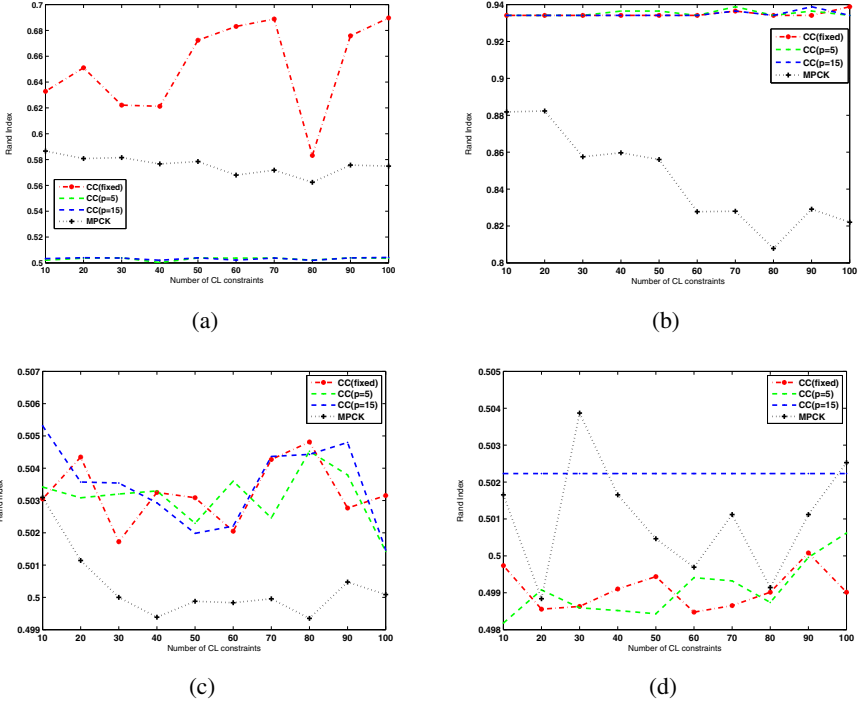 0.7
0.68
0.66
0.64
0.62
0.6
0.58
0.56
0.54
0.52
0.5
Rand Index
CC(fixed)
CC(p=5)
CC(p=15)
MPCK
10 20 30 40 50 60 70 80 90 100
Number of CL constraints
(a)
0.94
0.92
0.9
0.88
0.86
0.84
0.82
0.8
Rand Index
CC(fixed)
CC(p=5)
CC(p=15)
MPCK
10 20 30 40 50 60 70 80 90 100
Number of CL constraints
(b)
0.507
0.506
0.505
0.504
0.503
0.502
0.501
0.5
0.499
Rand Index
CC(fixed)
CC(p=5)
CC(p=15)
MPCK
10 20 30 40 50 60 70 80 90 100
Number of CL constraints
(c)
0.505
0.504
0.503
0.502
0.501
0.5
0.499
0.498
Rand Index
CC(fixed)
CC(p=5)
CC(p=15)
MPCK
10 20 30 40 50 60 70 80 90 100
Number of CL constraints
(d)